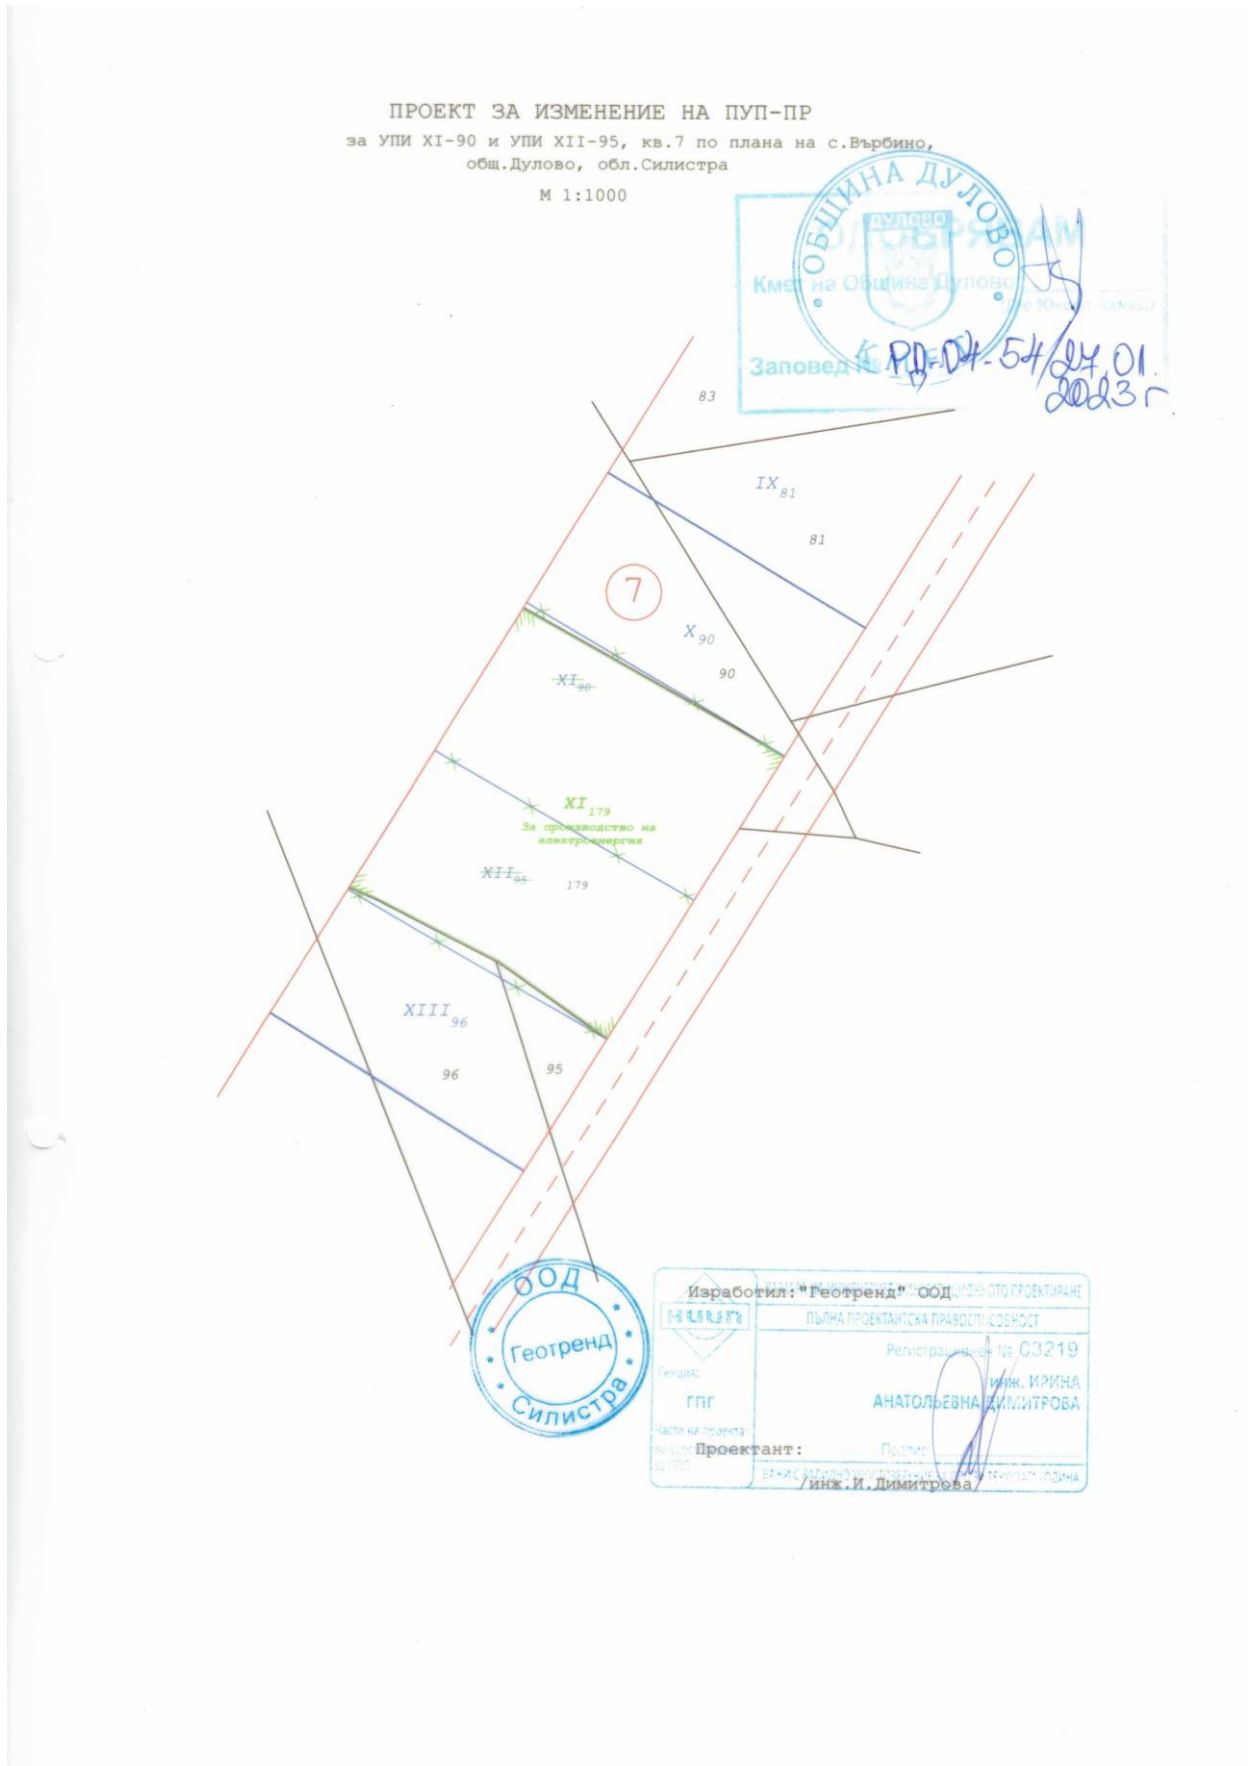 ПРОЕКТ ЗА ИЗМЕНЕНИЕ НА ПУП-ПР
за УПИ XI-90 и УПИ XII-95, кв.7 по плана на с.Върбино,
общ.Дулово, обл.Силистра
М 1:1000
ОБЩИНА ДУЛОВО
ДУЛОВО
ОДОБРЯВАМ
Кмет на Община Дулово
Заповед №
РД-04-54/27.01.
2023 г
83
IX 81
81
7
X 90
90
XI 90
XI 179
За производство на
електроенергия
XII 95
179
XIII 96
96
95
ООД
Геотренд
Силистра
Изработил:"Геотренд" ООД
ПЪЛНА ПРОЕКТАНТСКА ПРАВОСПОСОБНОСТ
Регистрационен № 03219
Секция:
инж. ИРИНА
ГПГ
АНАТОЛЬЕВНА ДИМИТРОВА
Части на проекта:
Проектант:
Подпис:
/инж.И.Димитрова/